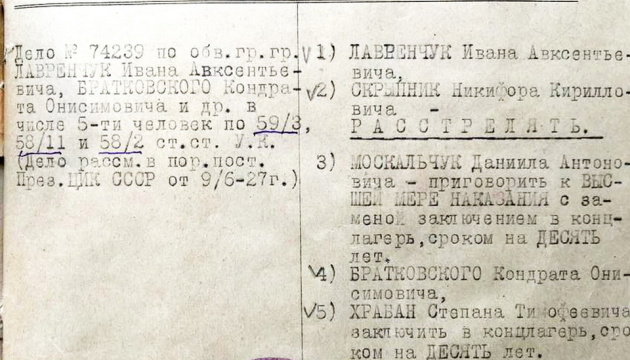 Дело № 74239 по обв.гр.гр.
ЛАВРЕНЧУК Ивана Авксентье-
вича, БРАТКОВСКОГО Кондра-
та Онисимовича и др. в
числе 5-ти человек по 59/3,
58/11 и 58/2 ст.ст. У.К.
(Дело рассм.в пор.пост.
През.ЦИК СССР от 9/6-27г.)
1) ЛАВРЕНЧУК Ивана Авксентье-
вича,
2) СКРЫПНИК Никифора Кирилло-
вича -
Р А С С Т Р Е Л Я Т Ь.
3) МОСКАЛЬЧУК Даниила Антоно-
вича - приговорить к ВЫС-
ШЕЙ МЕРЕ НАКАЗАНИЯ с за-
меной заключением в конц-
лагерь,сроком на ДЕСЯТЬ
лет.
4) БРАТКОВСКОГО Кондрата Они-
симовича,
5) ХРАБАН Степана Тимофеевича
заключить в концлагерь,сро
ком на ДЕСЯТЬ лет.